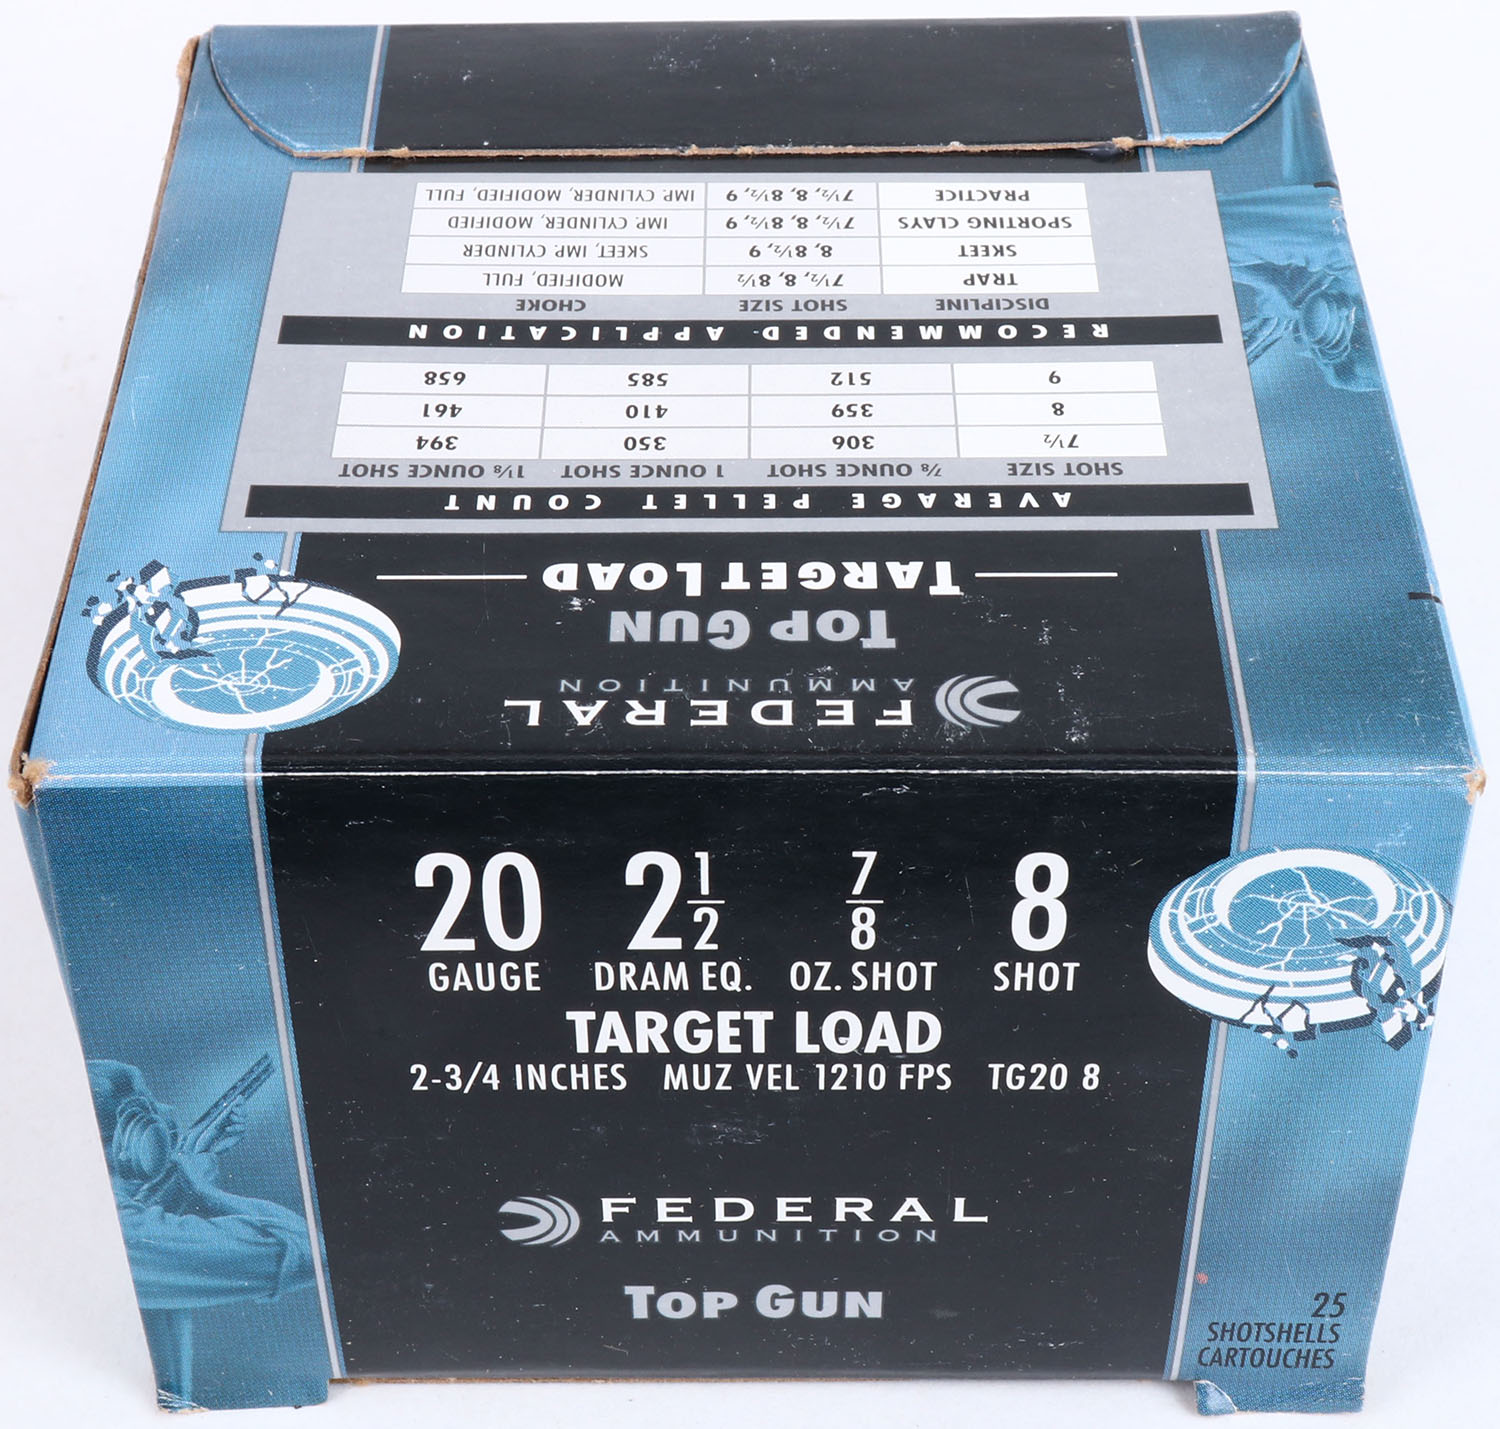 FEDERAL
AMMUNITION
TOP GUN
TARGET LOAD
AVERAGE PELLET COUNT
SHOT SIZE 7/8 OUNCE SHOT 1 OUNCE SHOT 1 1/8 OUNCE SHOT
7 1/2 306 350 394
8 359 410 461
9 512 585 658
RECOMMENDED APPLICATION
DISCIPLINE SHOT SIZE CHOKE
TRAP 7 1/2, 8, 8 1/2 MODIFIED, FULL
SKEET 8, 8 1/2, 9 SKEET, IMP. CYLINDER
SPORTING CLAYS 7 1/2, 8, 8 1/2, 9 IMP. CYLINDER, MODIFIED
PRACTICE 7 1/2, 8, 8 1/2, 9 IMP. CYLINDER, MODIFIED, FULL
20 2 1/2 7/8 8
GAUGE DRAM EQ. OZ. SHOT SHOT
TARGET LOAD
2-3/4 INCHES MUZ VEL 1210 FPS TG20 8
FEDERAL
AMMUNITION
TOP GUN
25
SHOTSHELLS
CARTOUCHES